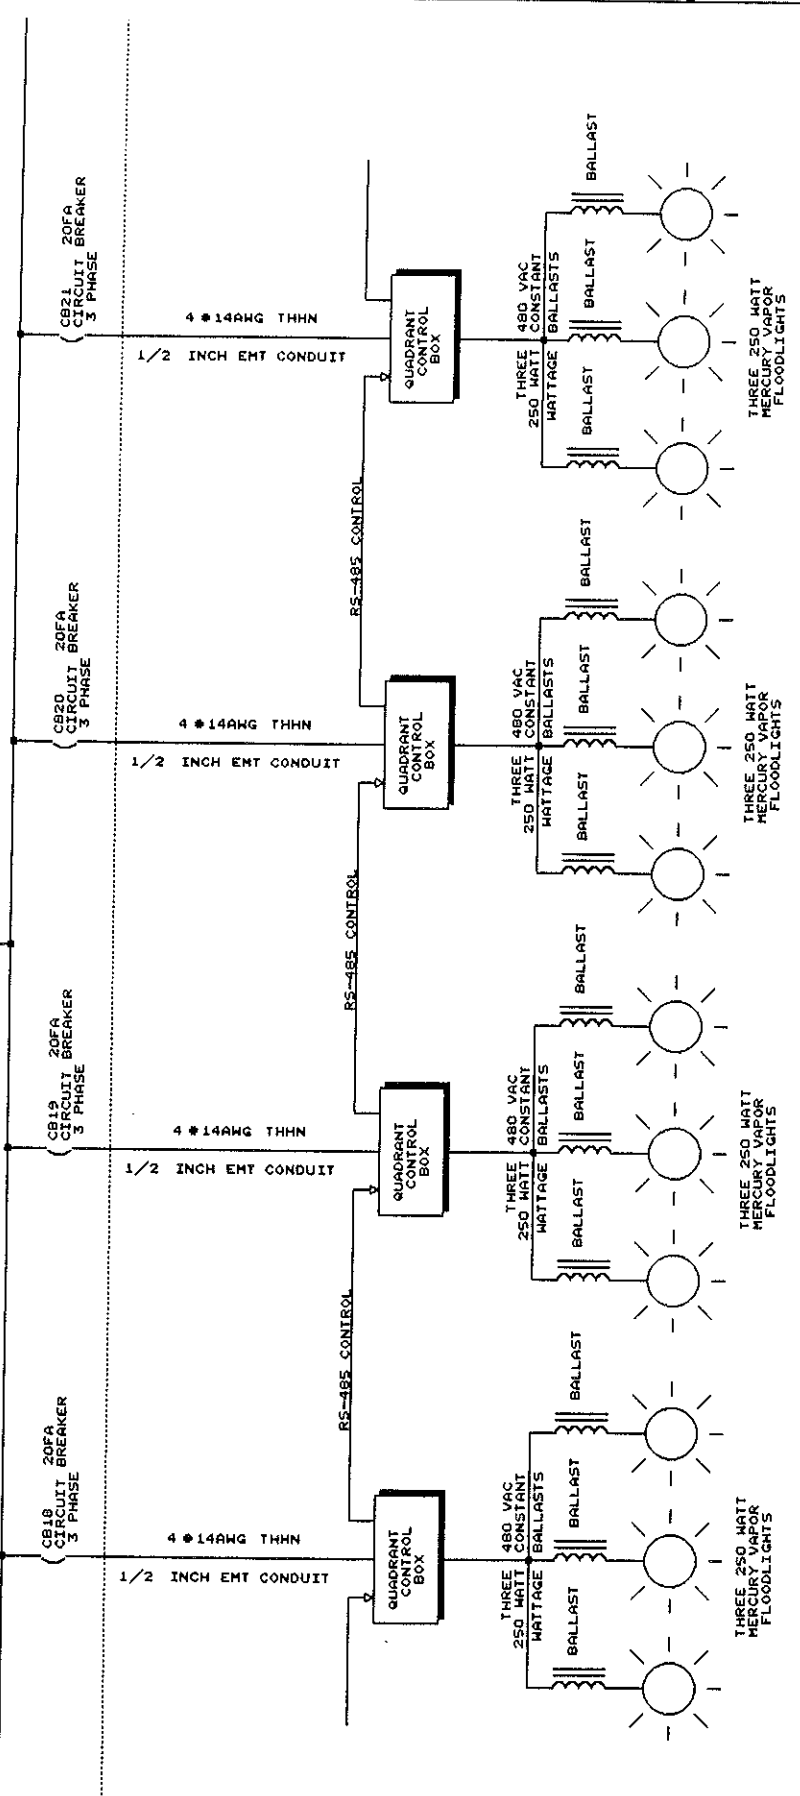 CB21 20FA
CIRCUIT BREAKER
3 PHASE
4 #14AWG THHN
1/2 INCH EMT CONDUIT
QUADRANT
CONTROL
BOX
RS-485 CONTROL
THREE 480 VAC
250 WATT CONSTANT
WATTAGE BALLASTS
BALLAST
BALLAST
BALLAST
THREE 250 WATT
MERCURY VAPOR
FLOODLIGHTS
CB20 20FA
CIRCUIT BREAKER
3 PHASE
4 #14AWG THHN
1/2 INCH EMT CONDUIT
QUADRANT
CONTROL
BOX
RS-485 CONTROL
THREE 480 VAC
250 WATT CONSTANT
WATTAGE BALLASTS
BALLAST
BALLAST
BALLAST
THREE 250 WATT
MERCURY VAPOR
FLOODLIGHTS
CB19 20FA
CIRCUIT BREAKER
3 PHASE
4 #14AWG THHN
1/2 INCH EMT CONDUIT
QUADRANT
CONTROL
BOX
RS-485 CONTROL
THREE 480 VAC
250 WATT CONSTANT
WATTAGE BALLASTS
BALLAST
BALLAST
BALLAST
THREE 250 WATT
MERCURY VAPOR
FLOODLIGHTS
CB18 20FA
CIRCUIT BREAKER
3 PHASE
4 #14AWG THHN
1/2 INCH EMT CONDUIT
QUADRANT
CONTROL
BOX
THREE 480 VAC
250 WATT CONSTANT
WATTAGE BALLASTS
BALLAST
BALLAST
BALLAST
THREE 250 WATT
MERCURY VAPOR
FLOODLIGHTS